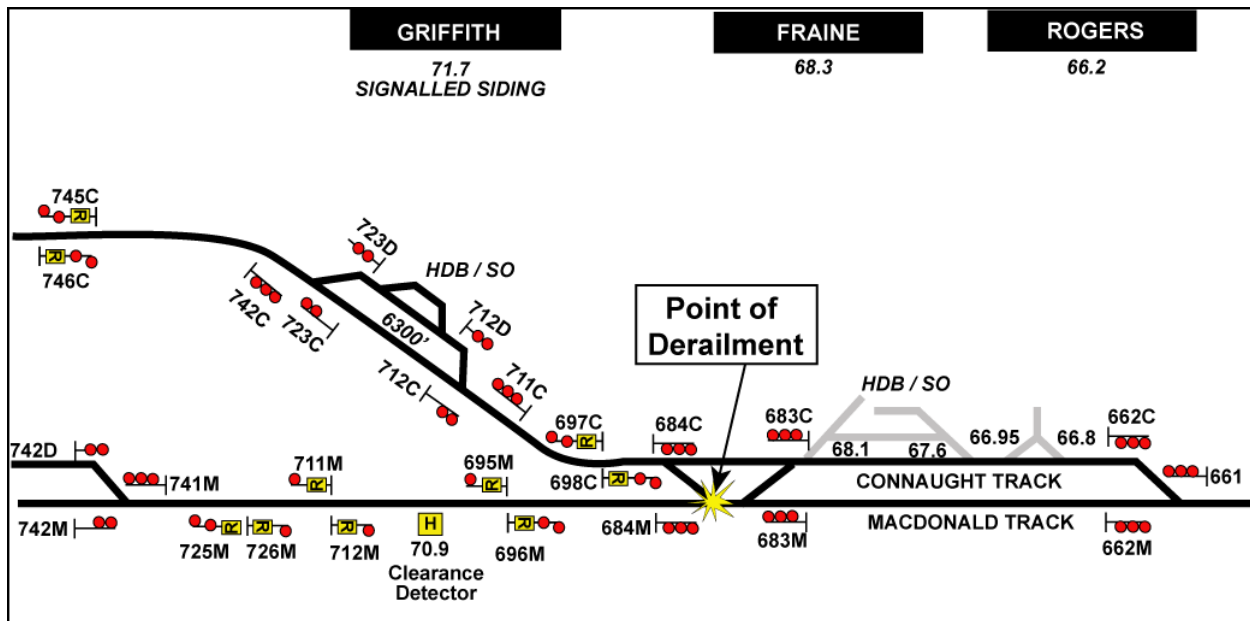 GRIFFITH
71.7
SIGNALLED SIDING
FRAINE
68.3
ROGERS
66.2
745C
R
R
746C
723D
HDB / SO
742C
723C
6300’
712D
712C
711C
Point of
Derailment
697C
R
684C
683C
HDB / SO
68.1
67.6
66.95
66.8
662C
742D
741M
711M
R
695M
R
R
698C
CONNAUGHT TRACK
661
742M
R
725M
R
726M
R
712M
H
70.9
Clearance
Detector
R
696M
684M
683M
MACDONALD TRACK
662M